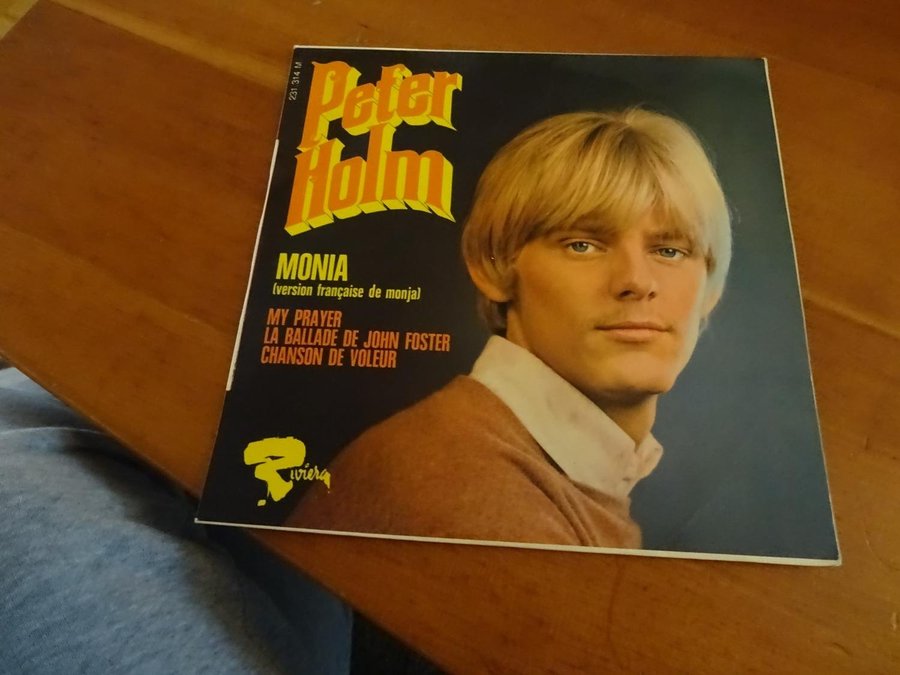 231 314 M
Peter
Holm
MONIA
(version française de monja)
MY PRAYER
LA BALLADE DE JOHN FOSTER
CHANSON DE VOLEUR
Riviera